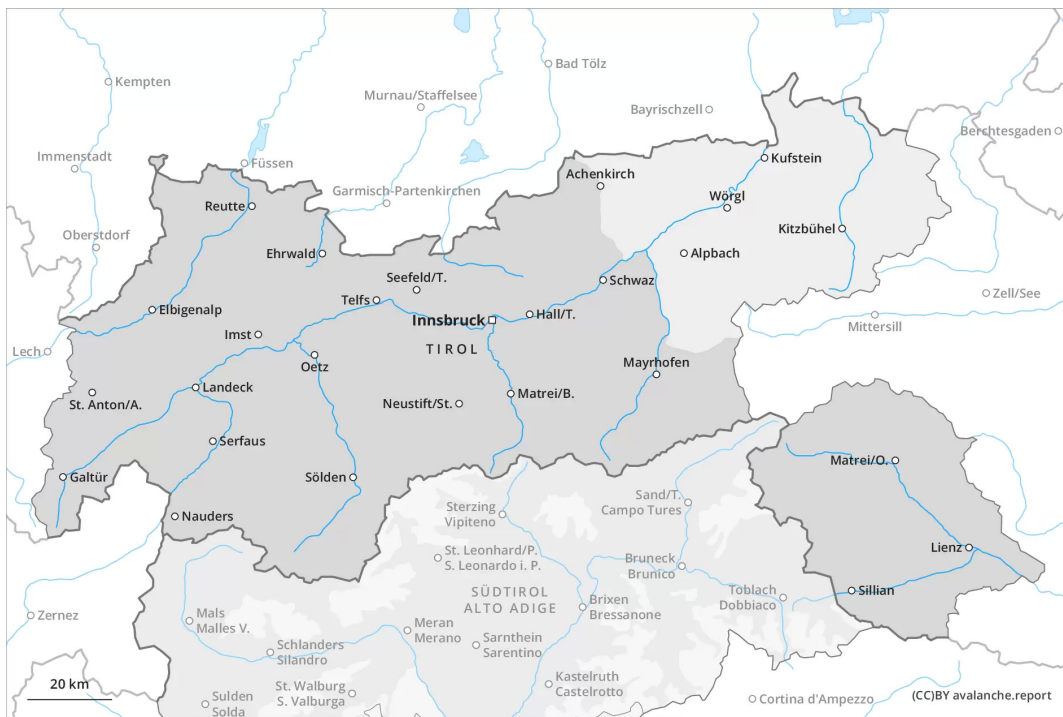 Kempten
Bad Tölz
Murnau/Staffelsee
Bayrischzell
Berchtesgaden
Immenstadt
Füssen
Kufstein
Achenkirch
Garmisch-Partenkirchen
Reutte
Wörgl
Oberstdorf
Kitzbühel
Ehrwald
Alpbach
Seefeld/T.
Schwaz
Zell/See
Telfs
Elbigenalp
Innsbruck
Hall/T.
Mittersill
Imst
TIROL
Lech
Oetz
Mayrhofen
Landeck
St. Anton/A.
Neustift/St.
Matrei/B.
Serfaus
Matrei/O.
Galtür
Sölden
Sand/T.
Campo Tures
Sterzing
Vipiteno
Nauders
Lienz
St. Leonhard/P.
S. Leonardo i. P.
Bruneck
Brunico
SÜDTIROL
ALTO ADIGE
Toblach
Dobbiaco
Sillian
Brixen
Bressanone
Zernez
Mals
Malles V.
Meran
Merano
Sarnthein
Sarentino
Schlanders
Silandro
20 km
Sulden
Solda
St. Walburg
S. Valburga
Kastelruth
Castelrotto
Cortina d'Ampezzo
(CC)BY avalanche.report